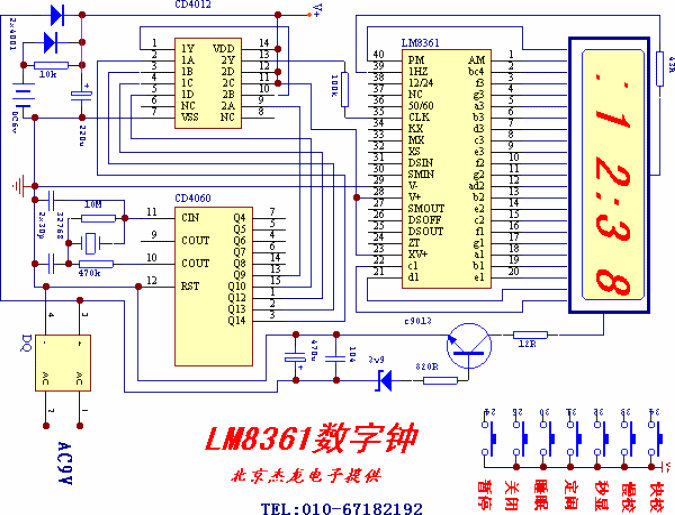 CD4012
V+
2x4001
10k
DC6v
220u
1 1Y VDD 14
2 1A 2Y 13
3 1B 2D 12
4 1C 2C 11
5 1D 2B 10
6 NC 2A 9
7 VSS NC 8
100k
LM8361
40 PM AM 1
39 1HZ bc4 2
38 12/24 f3 3
37 NC g3 4
36 50/60 a3 5
35 CLK b3 6
34 KX d3 7
33 MX c3 8
32 XS e3 9
31 DSIN f2 10
30 SMIN g2 11
29 V- ad2 12
28 V+ b2 13
27 SMOUT e2 14
26 DSOFF c2 15
25 DSOUT f1 16
24 ZT g1 17
23 XV+ a1 18
22 c1 b1 19
21 d1 e1 20
12:38
43R
CD4060
10M
32768
2x30p
470k
11 CIN Q4 7
Q5 5
9 COUT Q6 4
Q7 6
10 COUT Q8 14
Q9 13
12 RST Q10 15
Q12 1
Q13 2
Q14 3
DQ
4 3
- +
AC AC
2 1
AC9V
470u
104
3v9
820R
c9013
12R
LM8361数字钟
北京杰龙电子提供
TEL:010-67182192
24 25 30 31 32 33 34
V+
暂停
关闭
睡眠
定闹
秒显
慢校
快校